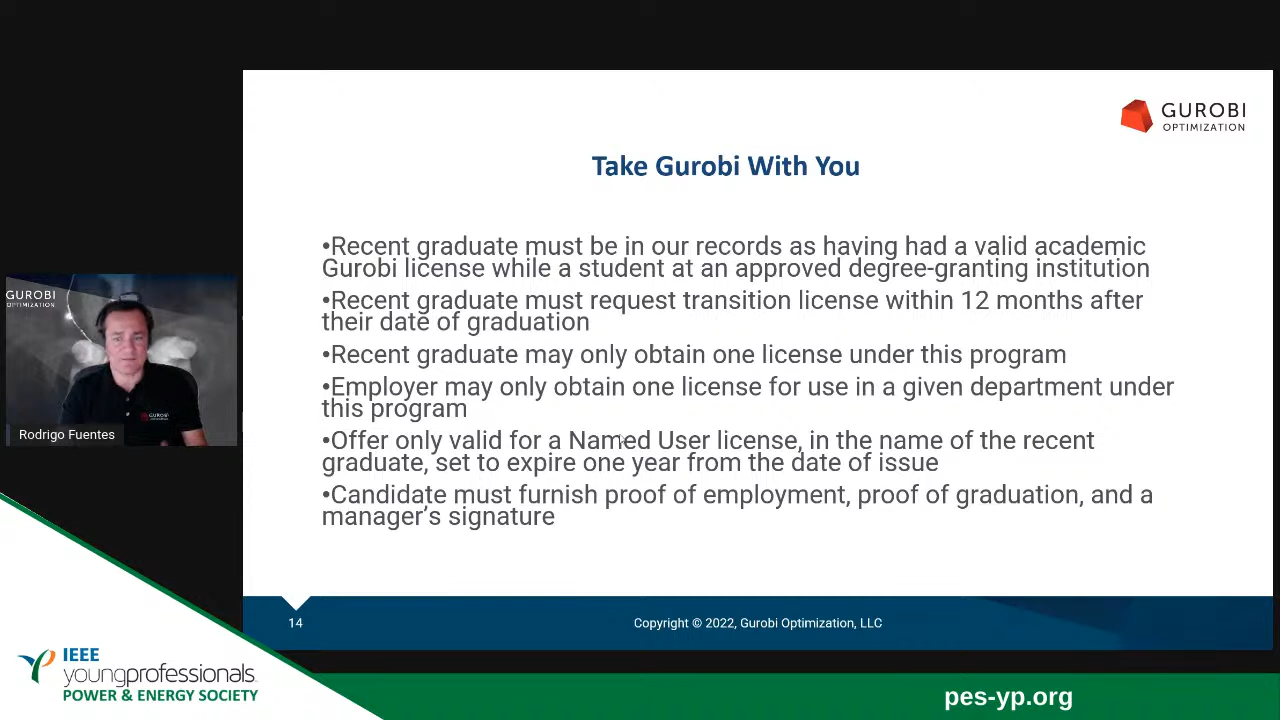 GUROBI
OPTIMIZATION
Take Gurobi With You
•Recent graduate must be in our records as having had a valid academic
Gurobi license while a student at an approved degree-granting institution
•Recent graduate must request transition license within 12 months after
their date of graduation
•Recent graduate may only obtain one license under this program
•Employer may only obtain one license for use in a given department under
this program
•Offer only valid for a Named User license, in the name of the recent
graduate, set to expire one year from the date of issue
•Candidate must furnish proof of employment, proof of graduation, and a
manager’s signature
14
Copyright © 2022, Gurobi Optimization, LLC
GUROBI
OPTIMIZATION
GUROBI
Rodrigo Fuentes
IEEE
youngprofessionals
POWER & ENERGY SOCIETY
pes-yp.org